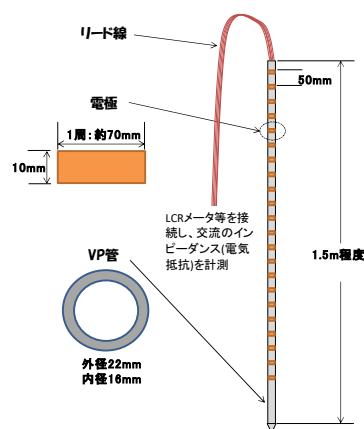 リード線
50mm
電極
1周：約70mm
10mm
LCRメータ等を接
続し、交流のイン
ピーダンス(電気
抵抗)を計測
1.5m程度
VP管
外径22mm
内径16mm